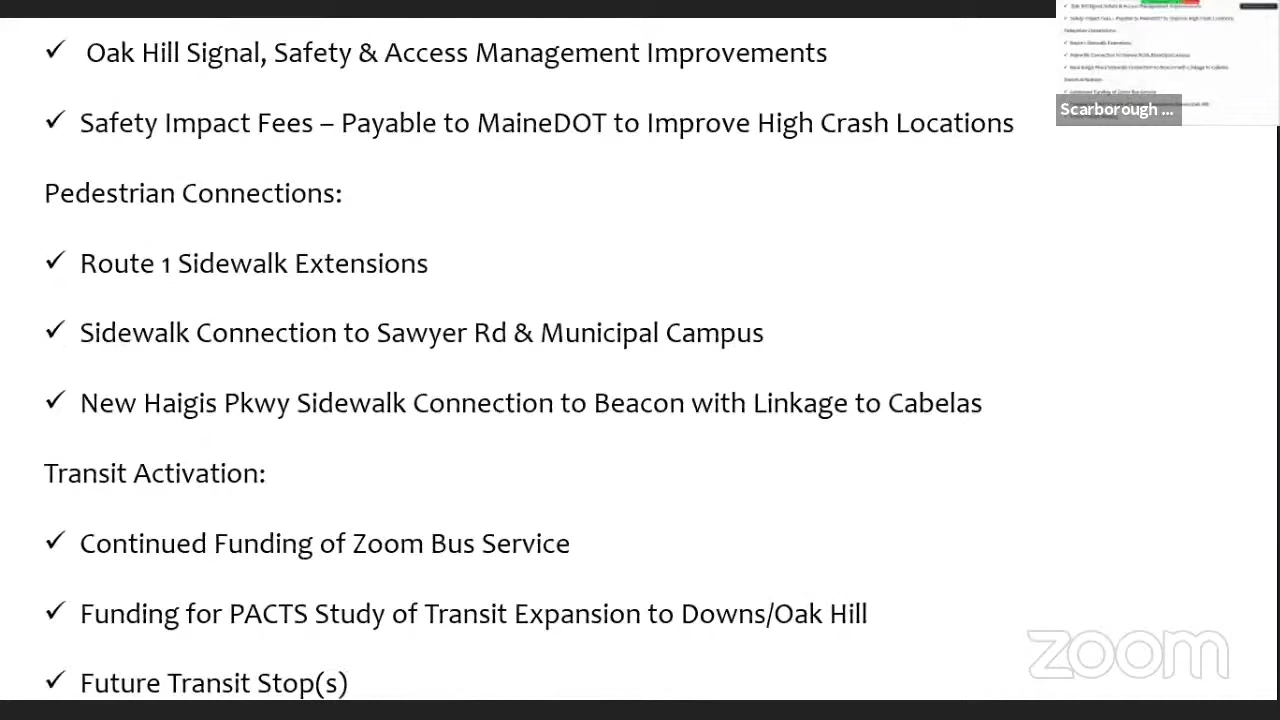 ✓ Oak Hill Signal, Safety & Access Management Improvements
✓ Safety Impact Fees – Payable to MaineDOT to Improve High Crash Locations
Pedestrian Connections:
✓ Route 1 Sidewalk Extensions
✓ Sidewalk Connection to Sawyer Rd & Municipal Campus
✓ New Haigis Pkwy Sidewalk Connection to Beacon with Linkage to Cabelas
Transit Activation:
✓ Continued Funding of Zoom Bus Service
✓ Funding for PACTS Study of Transit Expansion to Downs/Oak Hill
✓ Future Transit Stop(s)
Scarborough ...
zoom